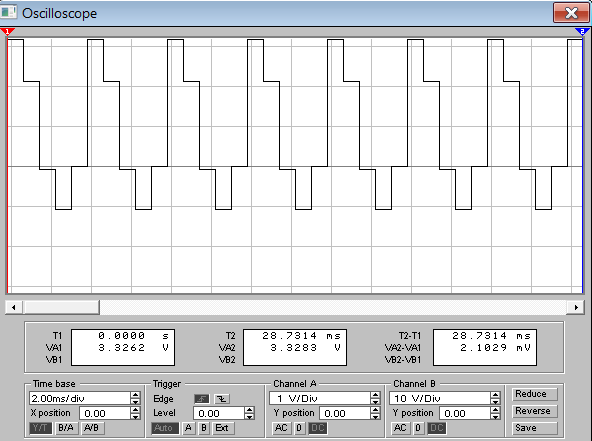 Oscilloscope
1 2
T1 0.0000 s T2 28.7314 ms T2-T1 28.7314 ms
VA1 3.3262 V VA2 3.3283 V VA2-VA1 2.1029 mV
VB1 VB2 VB2-VB1
Time base Trigger Channel A Channel B
2.00ms/div Edge 1 V/Div 10 V/Div Reduce
X position 0.00 Level 0.00 Y position 0.00 Y position 0.00 Reverse
Y/T B/A A/B Auto A B Ext AC 0 DC AC 0 DC Save